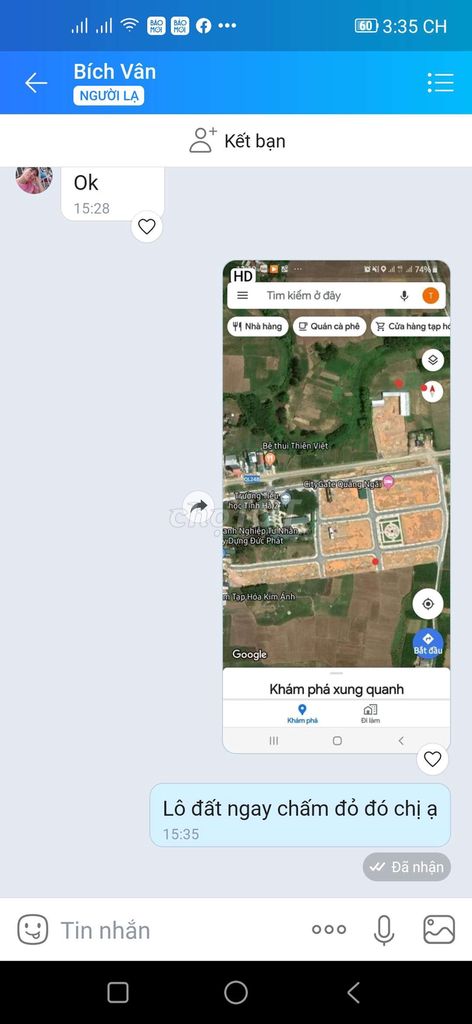 BÁO MỚI
BÁO MỚI
60
3:35 CH
Bích Vân
NGƯỜI LẠ
Kết bạn
Ok
15:28
HD
74%
Tìm kiếm ở đây
T
Nhà hàng
Quán cà phê
Cửa hàng tạp hó
Bê thui Thiên Việt
QL24B
CityGate Quảng Ngãi
Trường Tiểu
học Tịnh Hà 2
anh Nghiệp Tư Nhân
y Dựng Đức Phát
m Tạp Hóa Kim Ánh
Google
Bắt đầu
Khám phá xung quanh
Khám phá
Đi làm
Lô đất ngay chấm đỏ đó chị ạ
15:35
Đã nhận
Tin nhắn